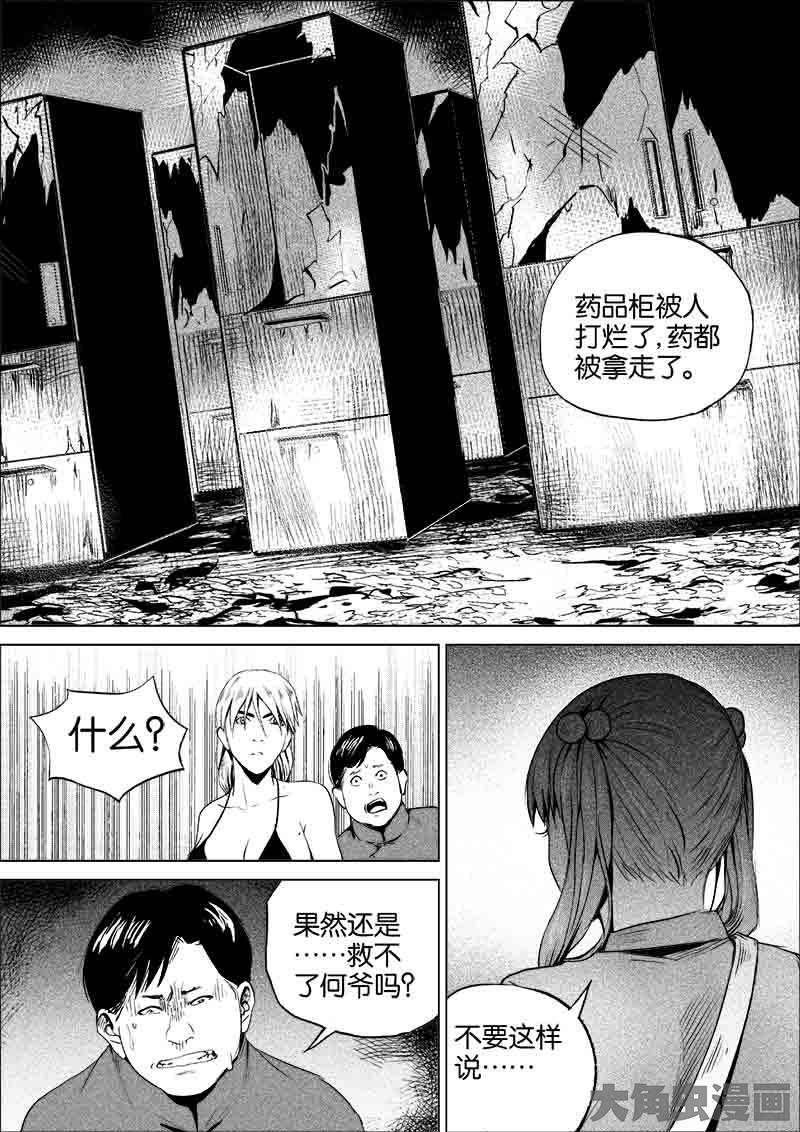 药品柜被人
打烂了,药都
被拿走了。
什么?
果然还是
……救不
了何爷吗?
不要这样
说……
大角虫漫画